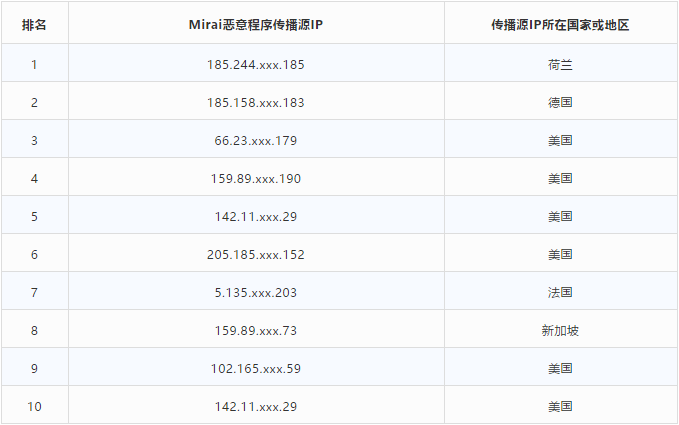 排名 Mirai恶意程序传播源IP 传播源IP所在国家或地区
1 185.244.xxx.185 荷兰
2 185.158.xxx.183 德国
3 66.23.xxx.179 美国
4 159.89.xxx.190 美国
5 142.11.xxx.29 美国
6 205.185.xxx.152 美国
7 5.135.xxx.203 法国
8 159.89.xxx.73 新加坡
9 102.165.xxx.59 美国
10 142.11.xxx.29 美国